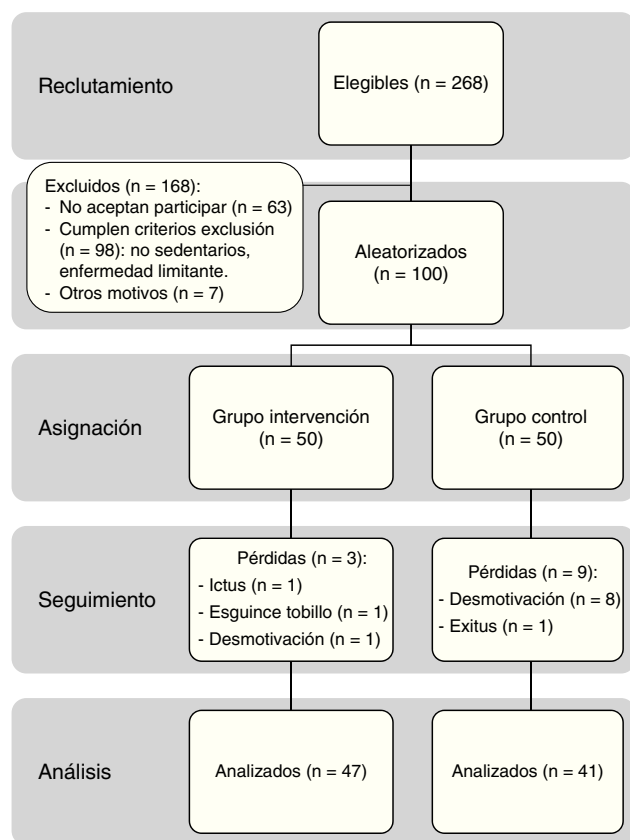 Reclutamiento
Elegibles (n = 268)
Excluidos (n = 168):
- No aceptan participar (n = 63)
- Cumplen criterios exclusión
(n = 98): no sedentarios,
enfermedad limitante.
- Otros motivos (n = 7)
Aleatorizados
(n = 100)
Asignación
Grupo intervención
(n = 50)
Grupo control
(n = 50)
Seguimiento
Pérdidas (n = 3):
- Ictus (n = 1)
- Esguince tobillo (n = 1)
- Desmotivación (n = 1)
Pérdidas (n = 9):
- Desmotivación (n = 8)
- Exitus (n = 1)
Análisis
Analizados (n = 47)
Analizados (n = 41)